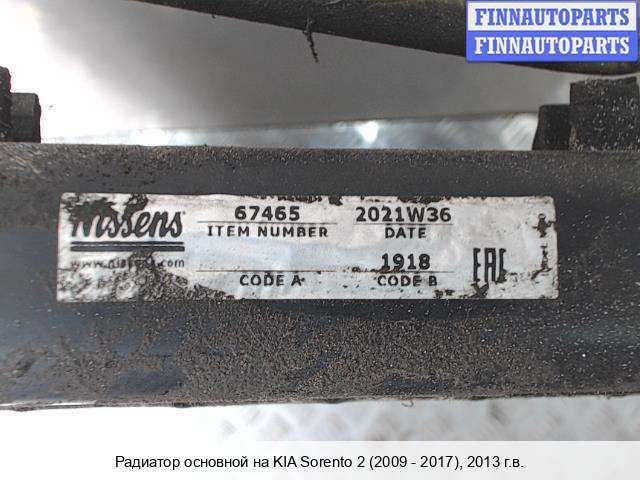 FINNAUTOPARTS
FINNAUTOPARTS
Nissens
67465
2021W36
ITEM NUMBER
DATE
1918
CODE A
CODE B
EAC
Радиатор основной на KIA Sorento 2 (2009 - 2017), 2013 г.в.